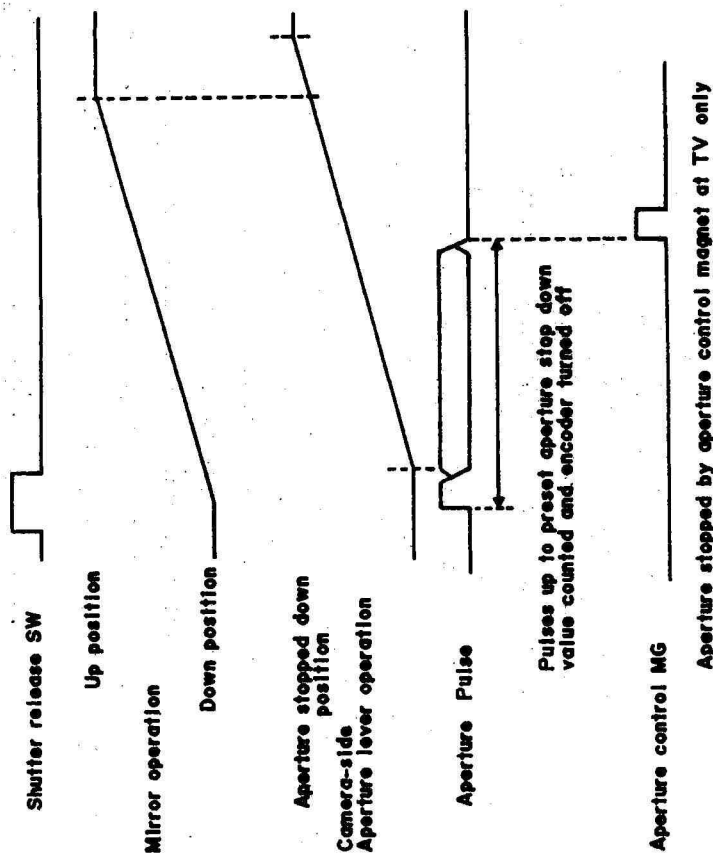 Shutter release SW
Up position
Mirror operation
Down position
Aperture stopped down
position
Camera-side
Aperture lever operation
Aperture Pulse
Pulses up to preset aperture stop down
value counted and encoder turned off
Aperture control MG
Aperture stopped by aperture control magnet at TV only